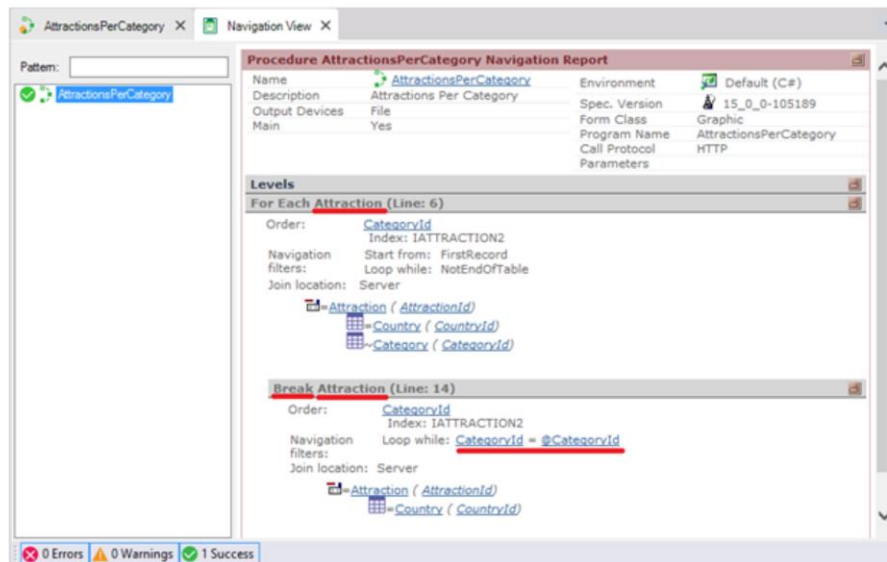 AttractionsPerCategory X Navigation View X
Pattern:
AttractionsPerCategory
Procedure AttractionsPerCategory Navigation Report
Name AttractionsPerCategory
Description Attractions Per Category
Output Devices File
Main Yes
Environment Default (C#)
Spec. Version 15_0_0-105189
Form Class Graphic
Program Name AttractionsPerCategory
Call Protocol HTTP
Parameters
Levels
For Each Attraction (Line: 6)
Order: CategoryId
Index: IATTRACTION2
Navigation Start from: FirstRecord
filters: Loop while: NotEndOfTable
Join location: Server
=Attraction ( AttractionId)
=Country ( CountryId)
~Category ( CategoryId)
Break Attraction (Line: 14)
Order: CategoryId
Index: IATTRACTION2
Navigation Loop while: CategoryId = @CategoryId
filters:
Join location: Server
=Attraction ( AttractionId)
=Country ( CountryId)
0 Errors 0 Warnings 1 Success